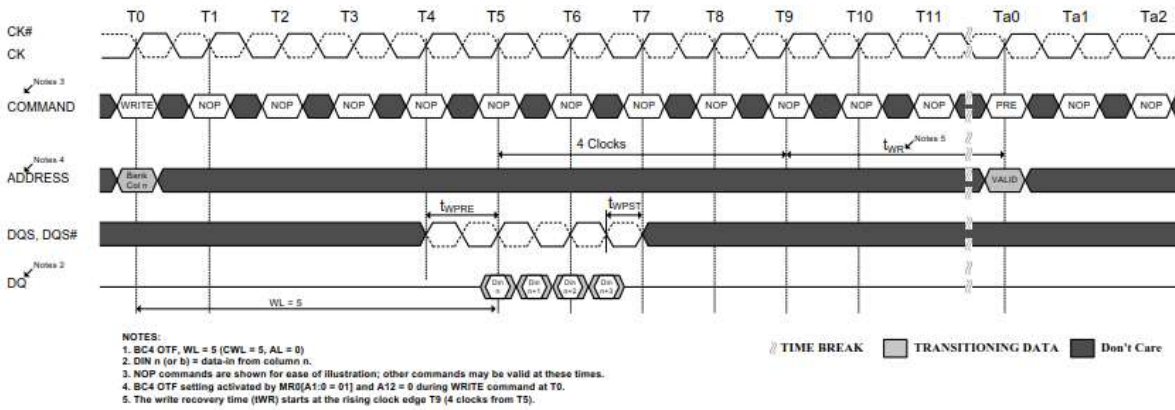 T0 T1 T2 T3 T4 T5 T6 T7 T8 T9 T10 T11 Ta0 Ta1 Ta2
CK#
CK
Notes 3
COMMAND WRITE NOP NOP NOP NOP NOP NOP NOP NOP NOP NOP NOP PRE NOP NOP
4 Clocks tWR Notes 5
Notes 4
ADDRESS Bank Col n VALID
tWPRE tWPST
DQS, DQS#
Notes 2
DQ Din n Din n+1 Din n+2 Din n+3
WL = 5
NOTES:
1. BC4 OTF, WL = 5 (CWL = 5, AL = 0)
2. DIN n (or b) = data-in from column n.
3. NOP commands are shown for ease of illustration; other commands may be valid at these times.
4. BC4 OTF setting activated by MR0[A1:0 = 01] and A12 = 0 during WRITE command at T0.
5. The write recovery time (tWR) starts at the rising clock edge T9 (4 clocks from T5).
TIME BREAK TRANSITIONING DATA Don't Care